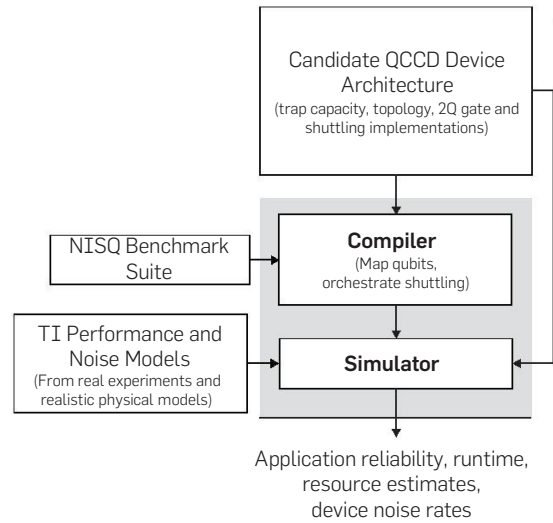 Candidate QCCD Device
Architecture
(trap capacity, topology, 2Q gate and
shuttling implementations)
NISQ Benchmark
Suite
Compiler
(Map qubits,
orchestrate shuttling)
TI Performance and
Noise Models
(From real experiments and
realistic physical models)
Simulator
Application reliability, runtime,
resource estimates,
device noise rates